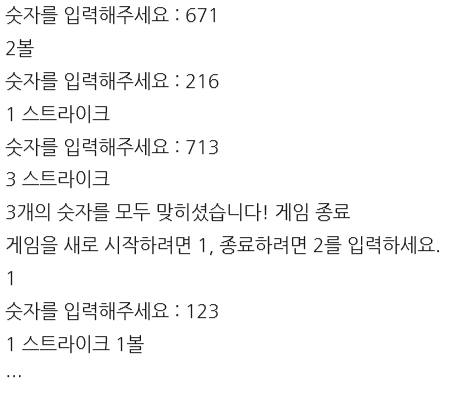 숫자를 입력해주세요 : 671
2볼
숫자를 입력해주세요 : 216
1 스트라이크
숫자를 입력해주세요 : 713
3 스트라이크
3개의 숫자를 모두 맞히셨습니다! 게임 종료
게임을 새로 시작하려면 1, 종료하려면 2를 입력하세요.
1
숫자를 입력해주세요 : 123
1 스트라이크 1볼
…